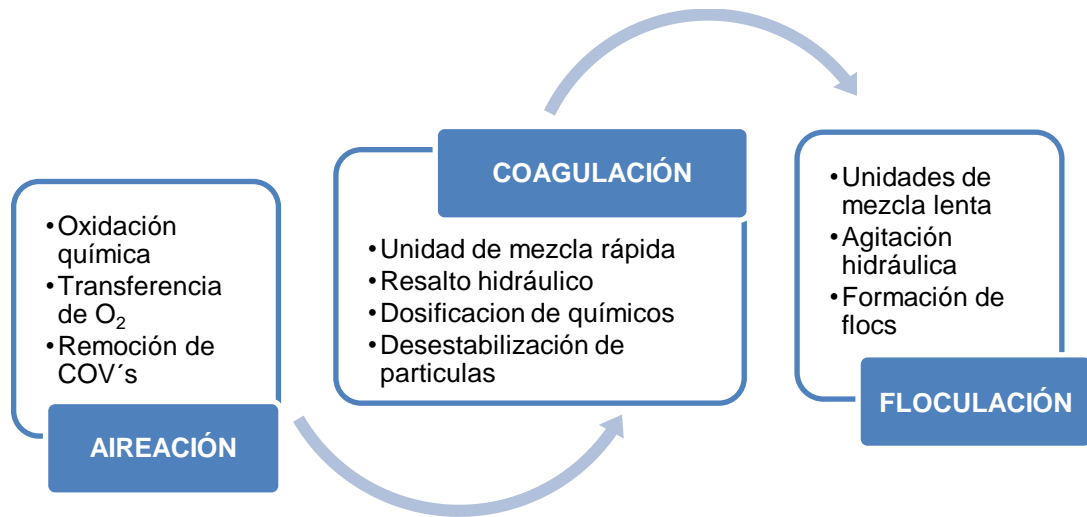 •Oxidación
química
•Transferencia
de O₂
•Remoción de
COV´s
AIREACIÓN
COAGULACIÓN
•Unidad de mezcla rápida
•Resalto hidráulico
•Dosificacion de químicos
•Desestabilización de
particulas
•Unidades de
mezcla lenta
•Agitación
hidráulica
•Formación de
flocs
FLOCULACIÓN